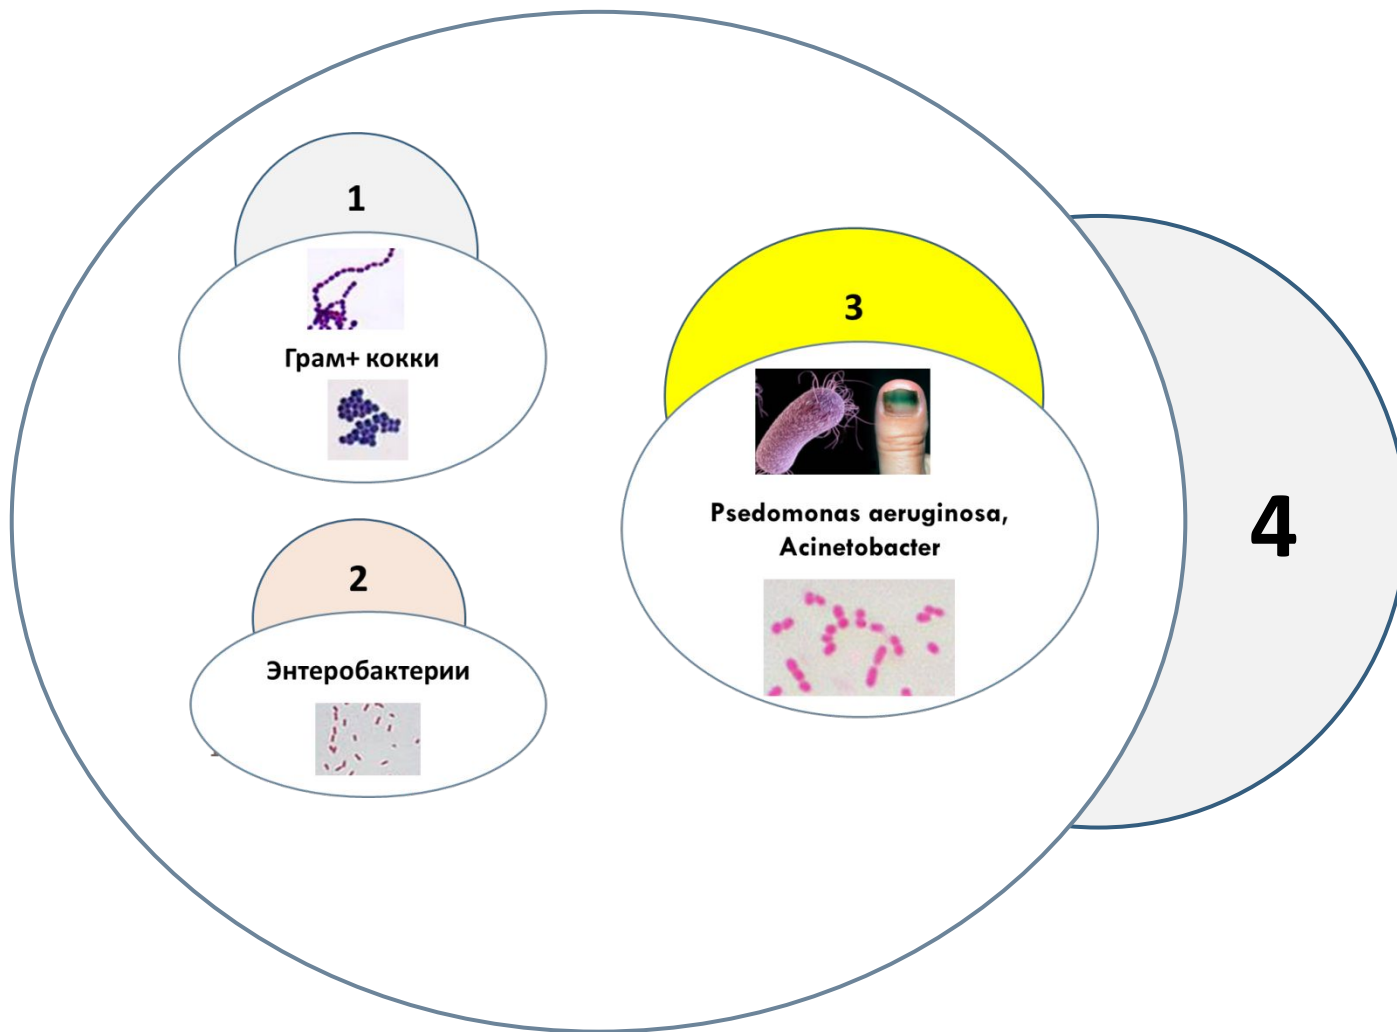 1
Грам+ кокки
2
Энтеробактерии
3
Psedomonas aeruginosa,
Acinetobacter
4